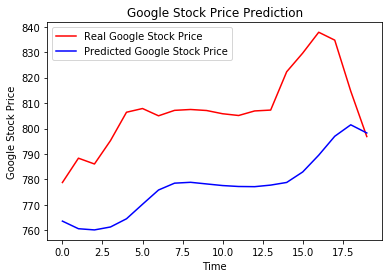 Google Stock Price Prediction
Real Google Stock Price
Predicted Google Stock Price
Google Stock Price
840
830
820
810
800
790
780
770
760
0.0 2.5 5.0 7.5 10.0 12.5 15.0 17.5
Time